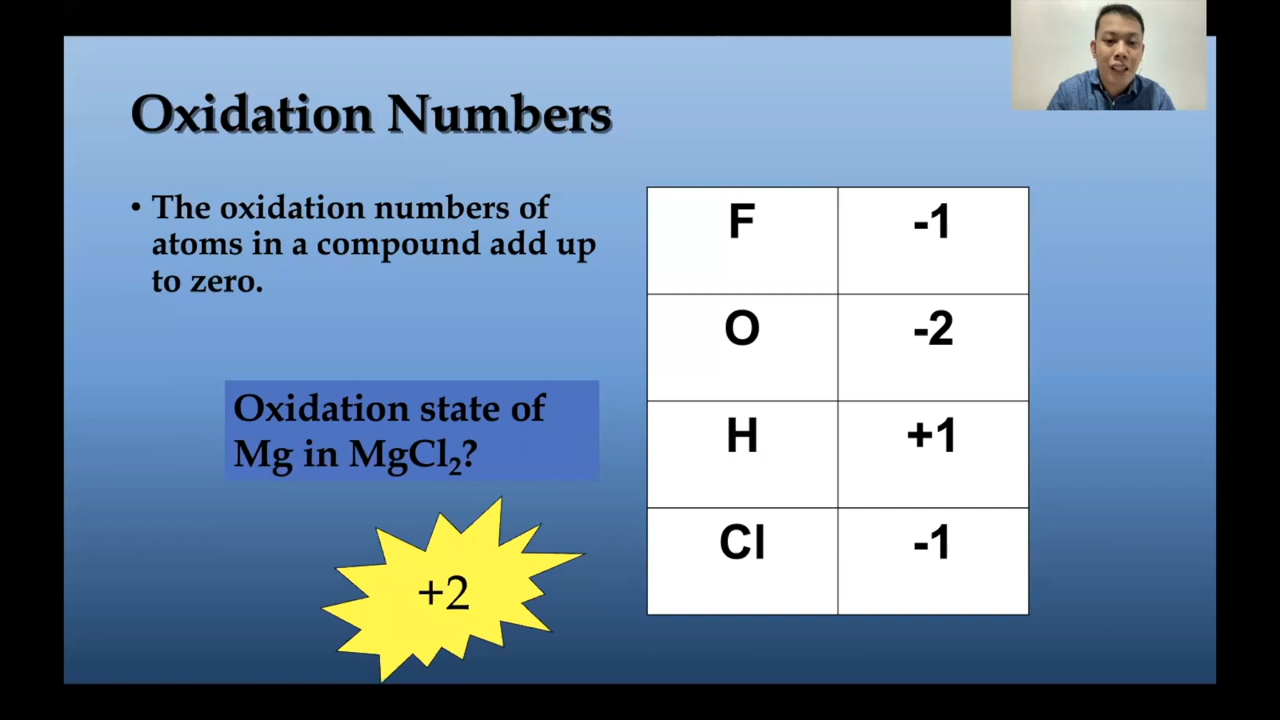 Oxidation Numbers
• The oxidation numbers of
atoms in a compound add up
to zero.
Oxidation state of
Mg in MgCl₂?
+2
F -1
O -2
H +1
Cl -1